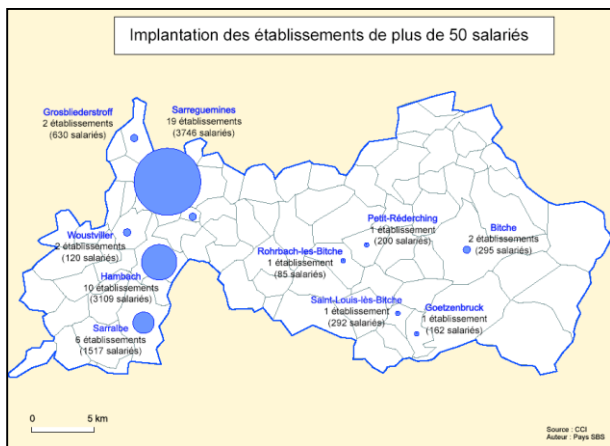 Implantation des établissements de plus de 50 salariés
Grosbliederstroff
2 établissements
(630 salariés)
Sarreguemines
19 établissements
(3746 salariés)
Woustviller
2 établissements
(120 salariés)
Hambach
10 établissements
(3109 salariés)
Sarralbe
6 établissements
(1517 salariés)
Petit-Réderching
1 établissement
(200 salariés)
Rohrbach-les-Bitche
1 établissement
(85 salariés)
Bitche
2 établissements
(295 salariés)
Saint-Louis-lès-Bitche
1 établissement
(292 salariés)
Goetzenbruck
1 établissement
(162 salariés)
0 5 km
Source : CCI
Auteur : Pays SBS